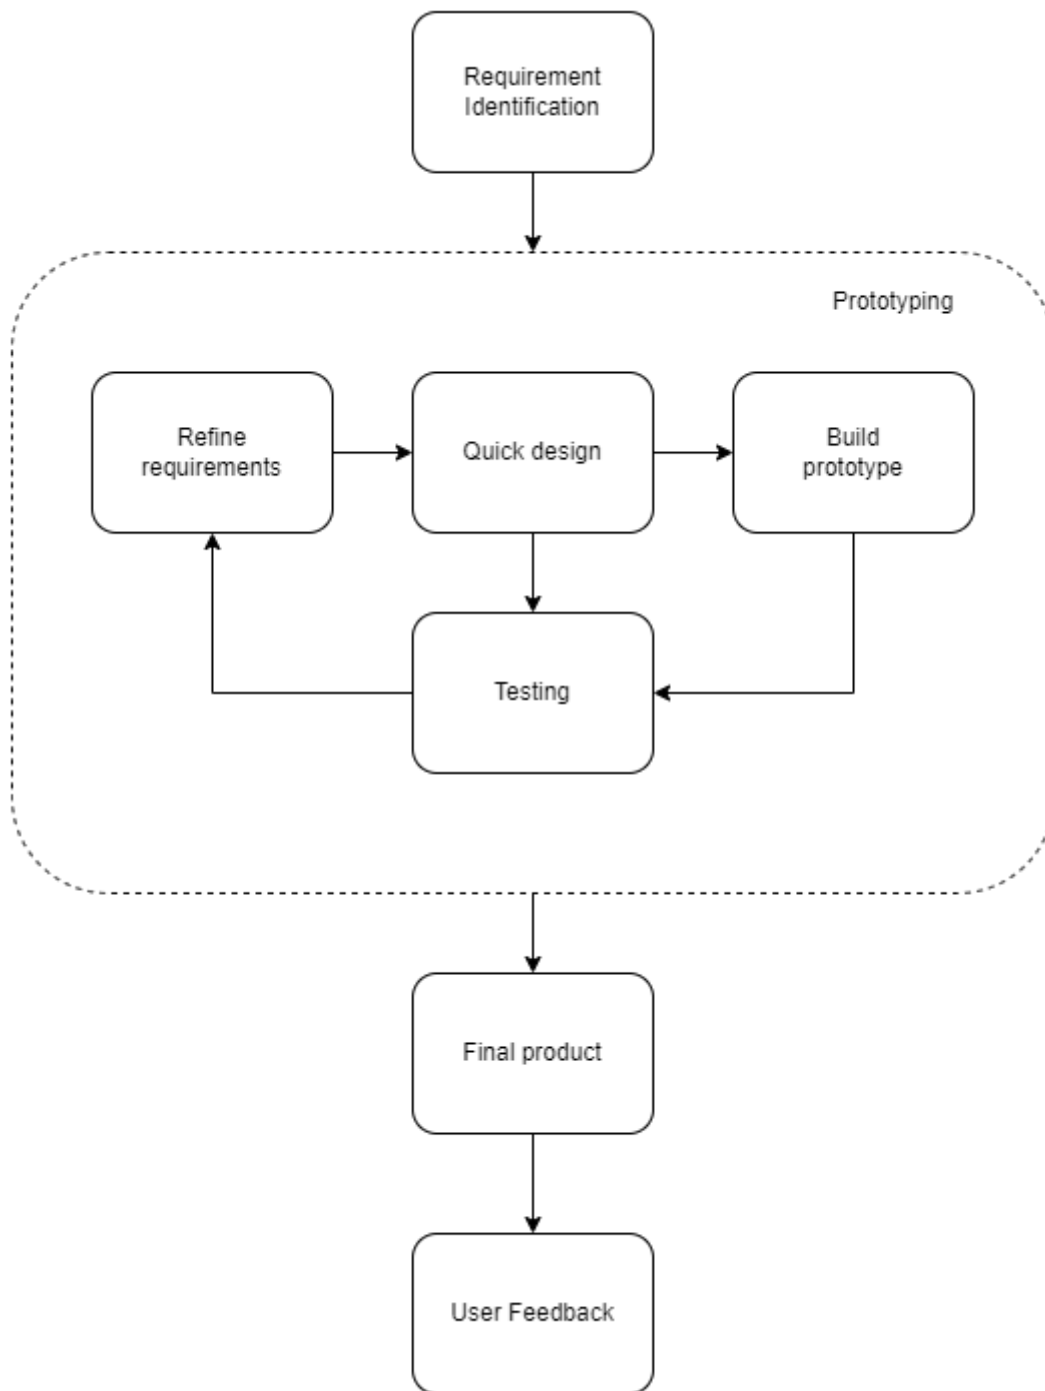 Requirement
Identification
Prototyping
Refine
requirements
Quick design
Build
prototype
Testing
Final product
User Feedback